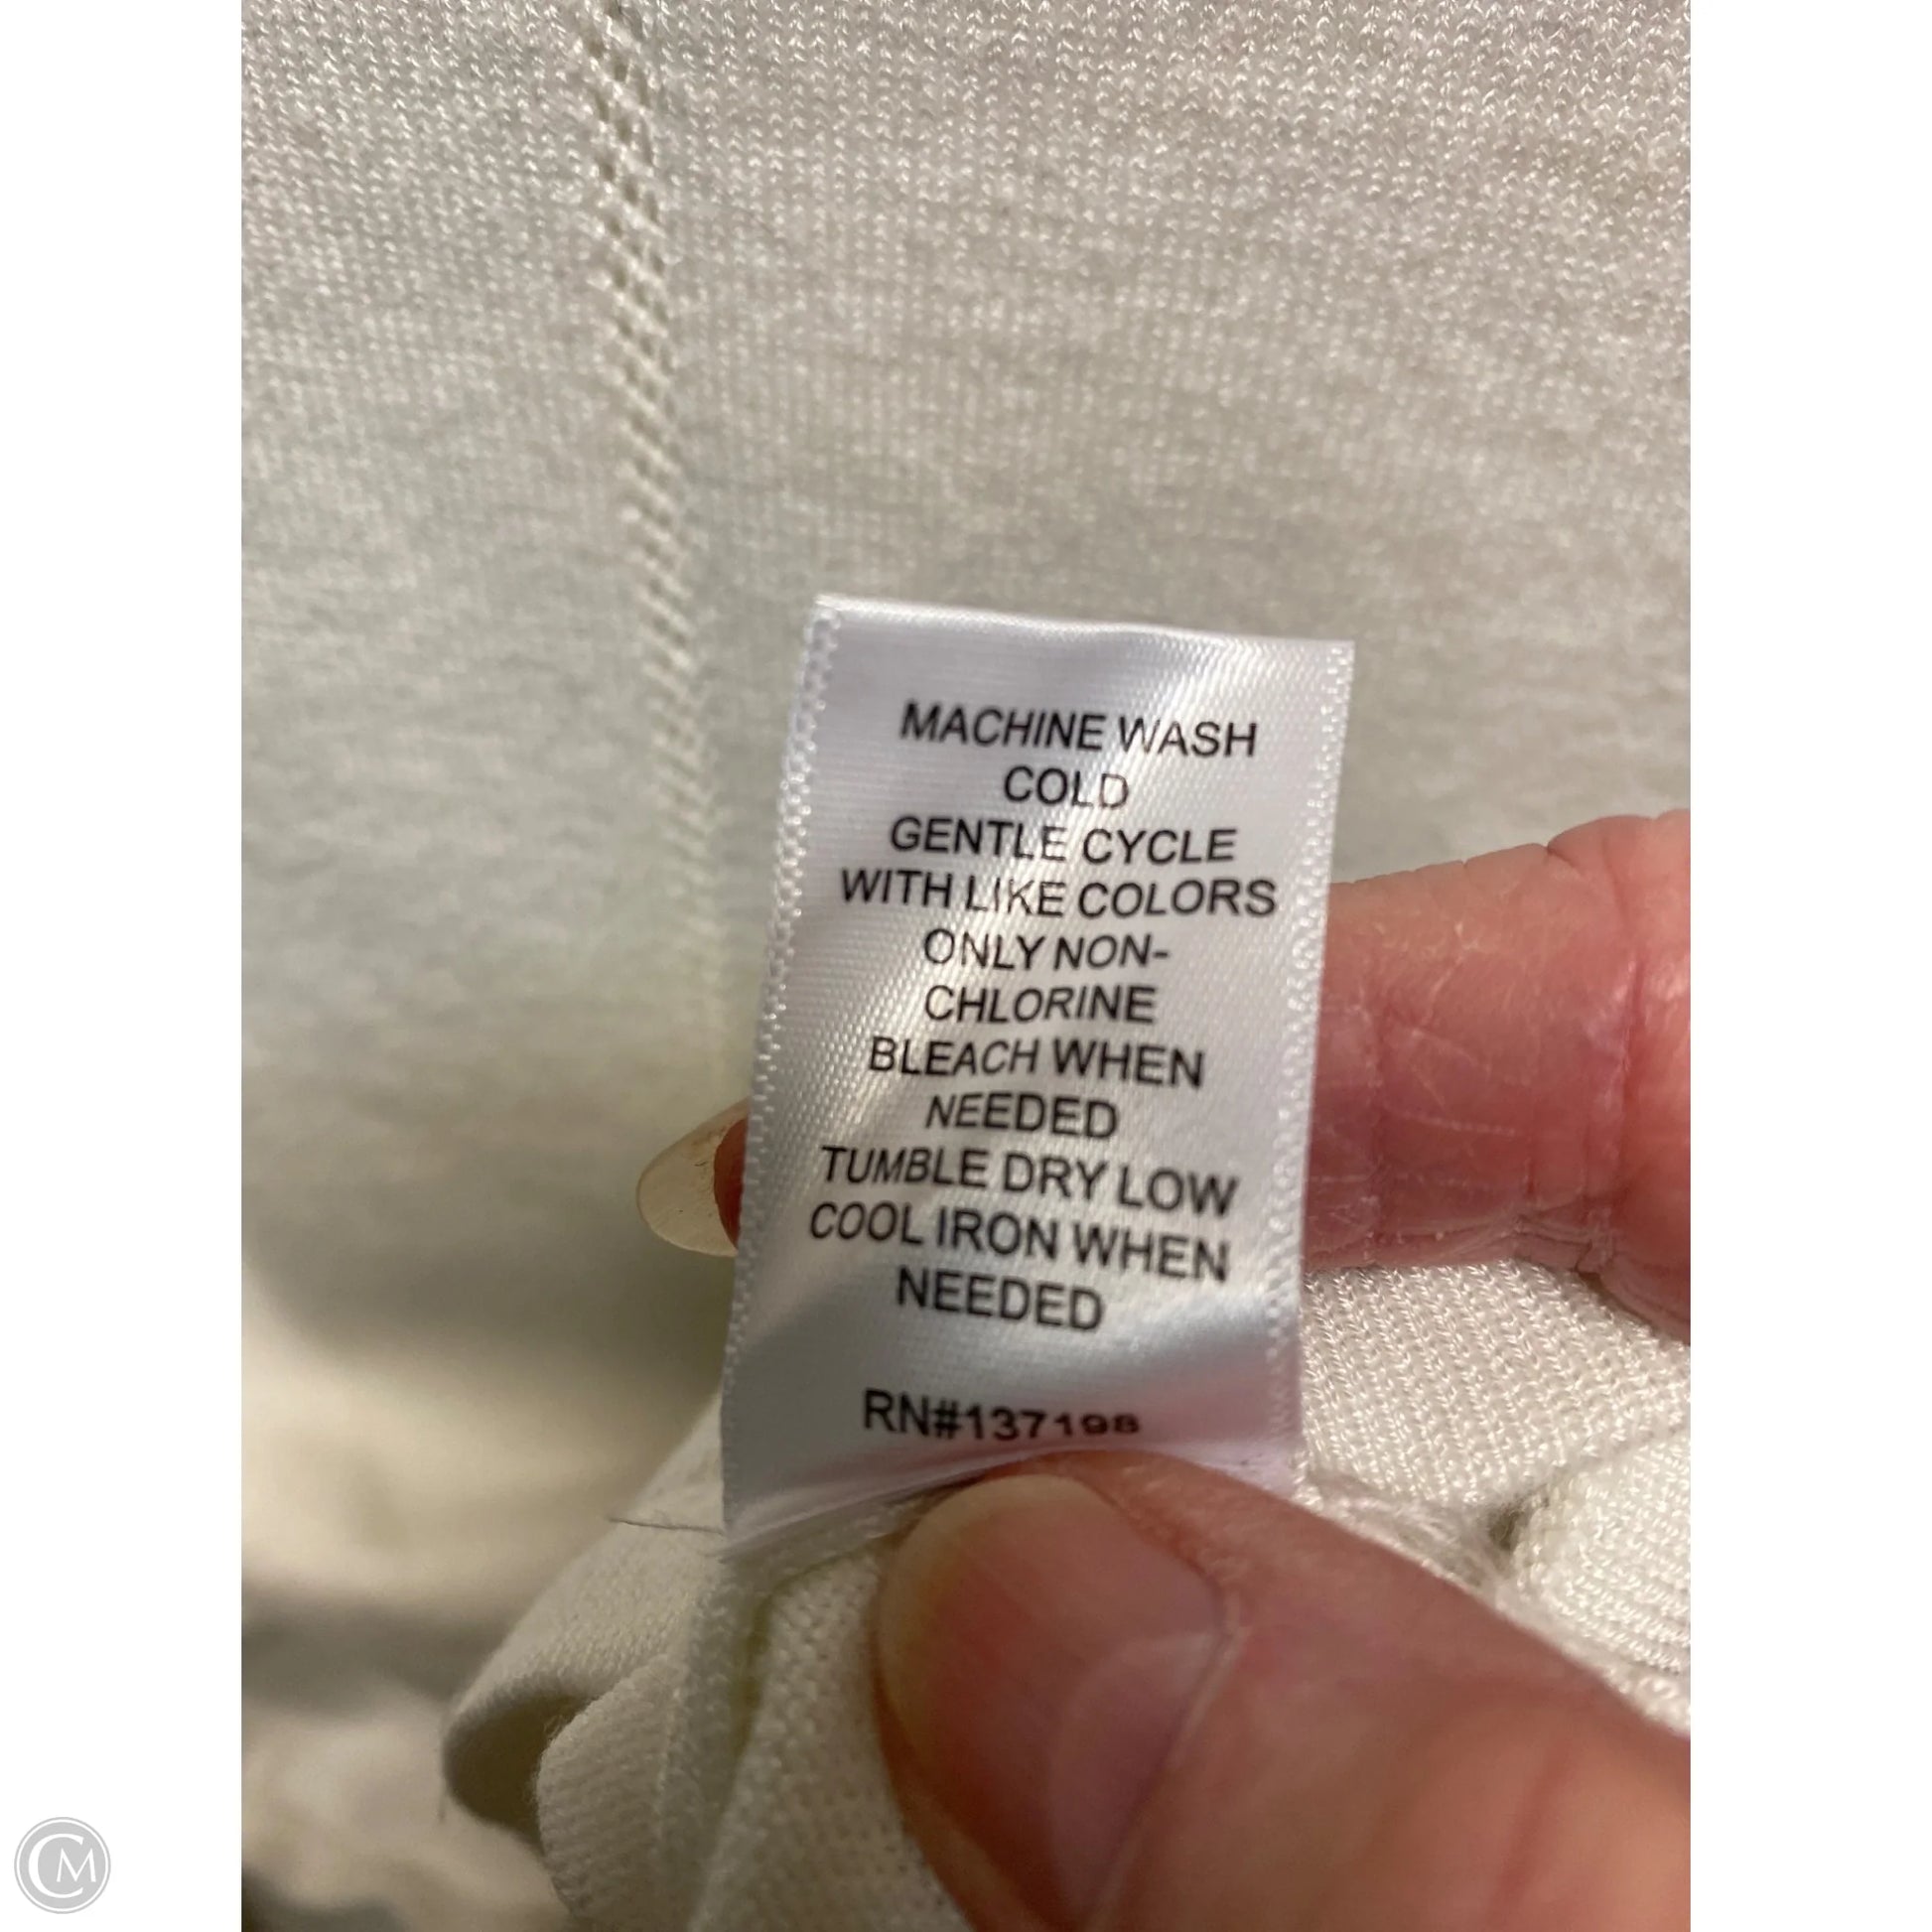 MACHINE WASH
COLD
GENTLE CYCLE
WITH LIKE COLORS
ONLY NON-
CHLORINE
BLEACH WHEN
NEEDED
TUMBLE DRY LOW
COOL IRON WHEN
NEEDED
RN#137198
CM